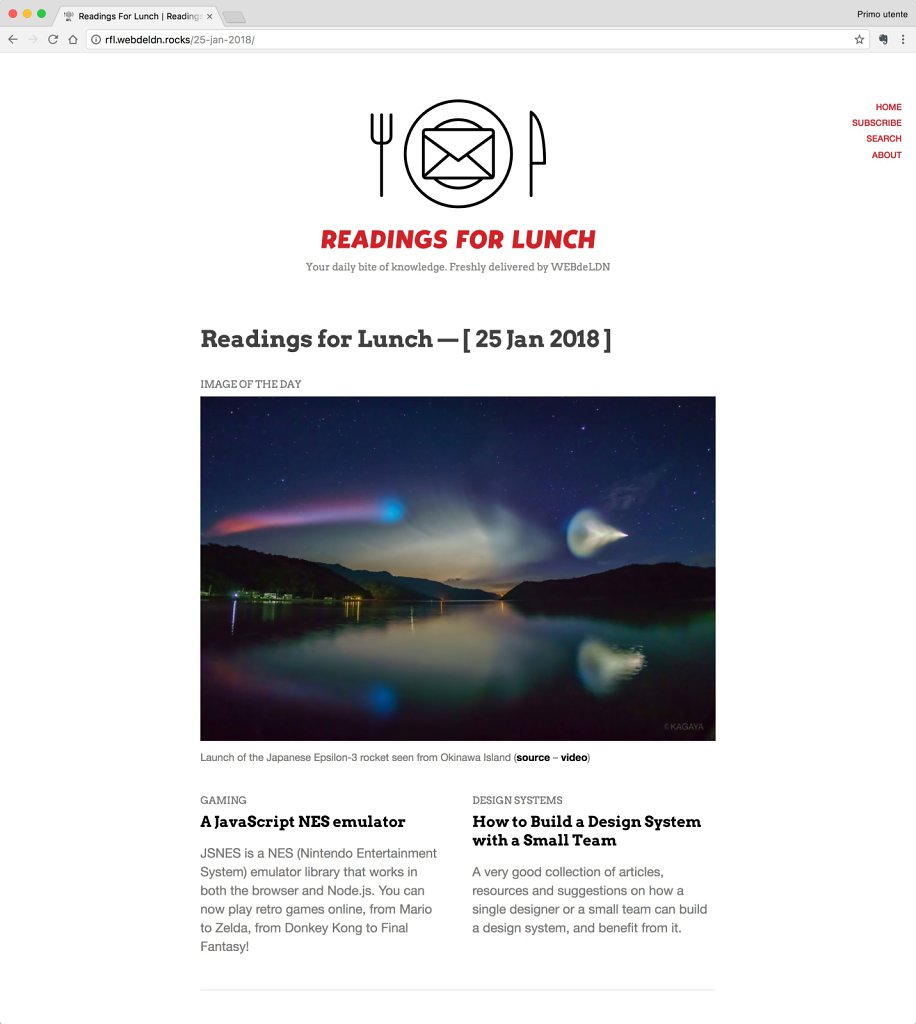 Readings For Lunch | Readings
Primo utente
rfl.webdeldn.rocks/25-jan-2018/
HOME
SUBSCRIBE
SEARCH
ABOUT
READINGS FOR LUNCH
Your daily bite of knowledge. Freshly delivered by WEBdeLDN
Readings for Lunch — [ 25 Jan 2018 ]
IMAGE OF THE DAY
©KAGAYA
Launch of the Japanese Epsilon-3 rocket seen from Okinawa Island (source – video)
GAMING
A JavaScript NES emulator
JSNES is a NES (Nintendo Entertainment
System) emulator library that works in
both the browser and Node.js. You can
now play retro games online, from Mario
to Zelda, from Donkey Kong to Final
Fantasy!
DESIGN SYSTEMS
How to Build a Design System
with a Small Team
A very good collection of articles,
resources and suggestions on how a
single designer or a small team can build
a design system, and benefit from it.